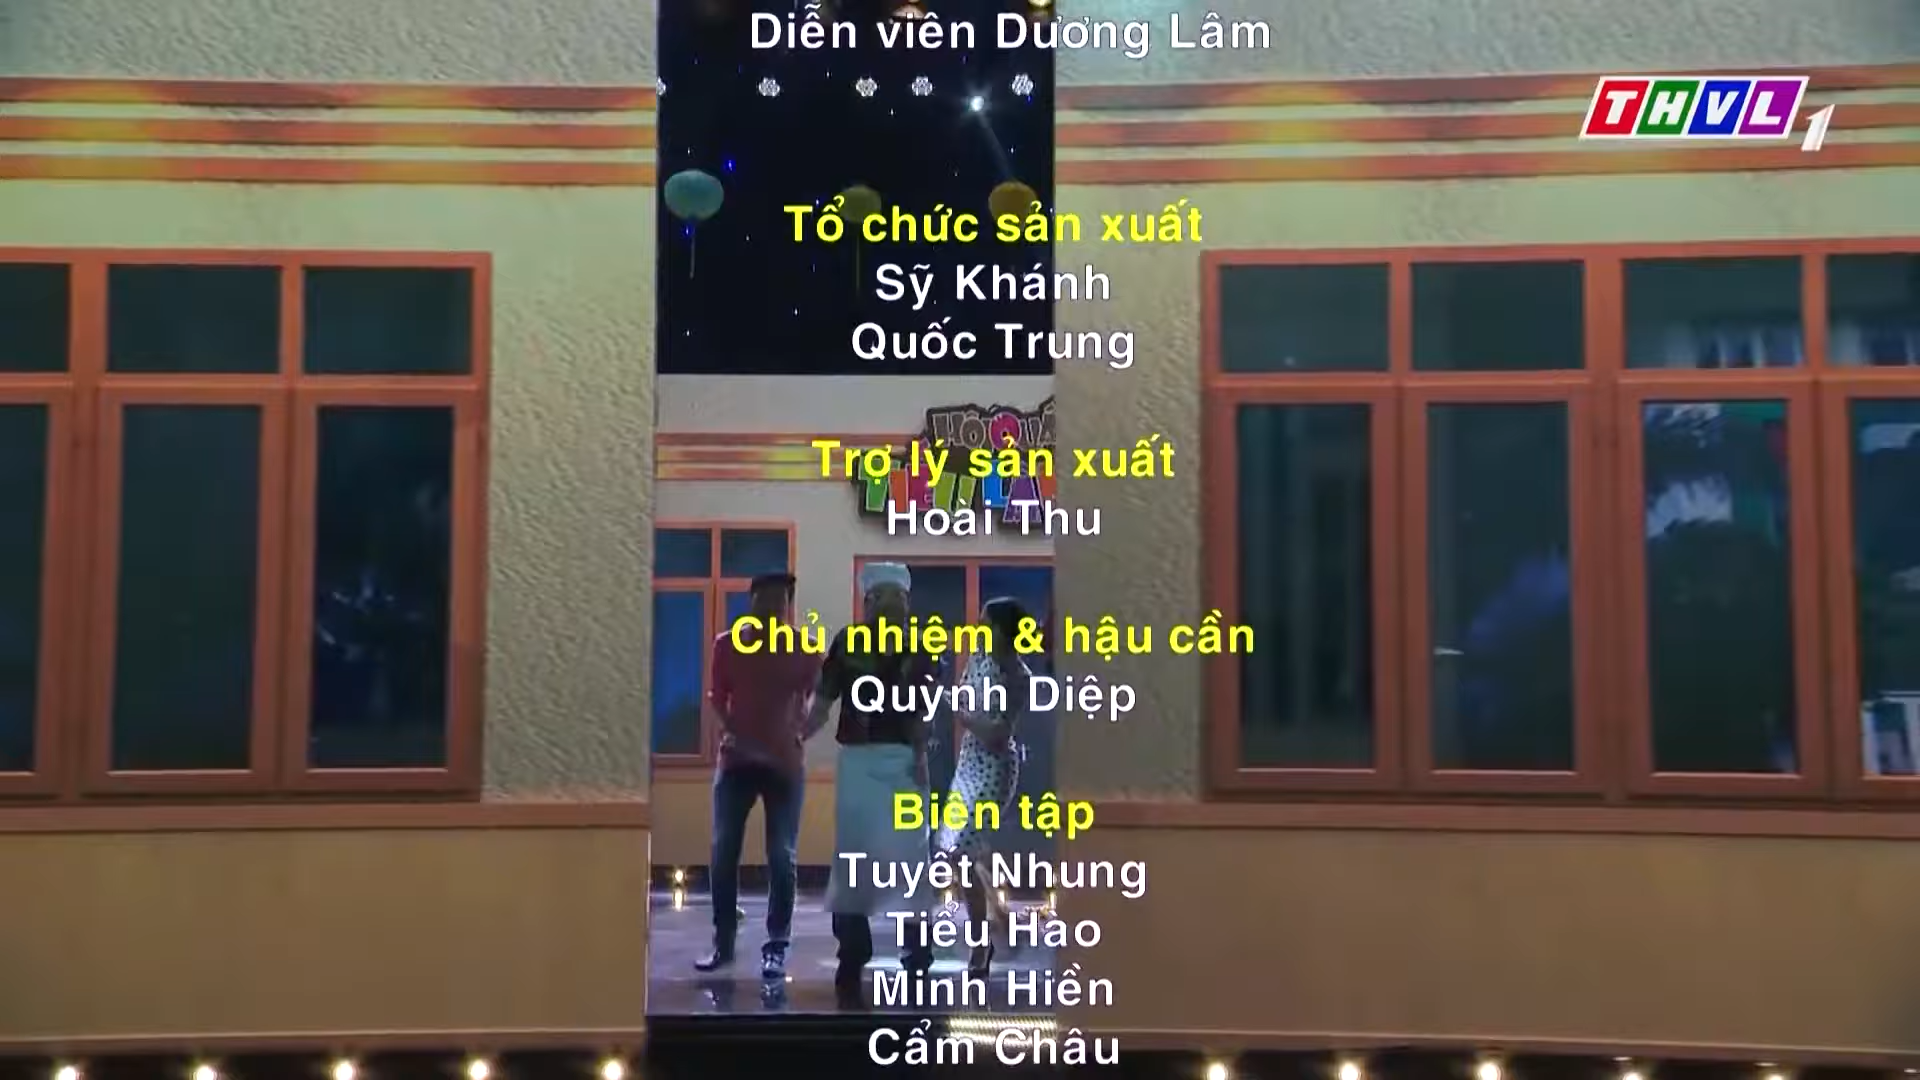 Diễn viên Dương Lâm
THVL1
Tổ chức sản xuất
Sỹ Khánh
Quốc Trung
Trợ lý sản xuất
Hoài Thu
Chủ nhiệm & hậu cần
Quỳnh Diệp
Biên tập
Tuyết Nhung
Tiểu Hào
Minh Hiền
Cẩm Châu